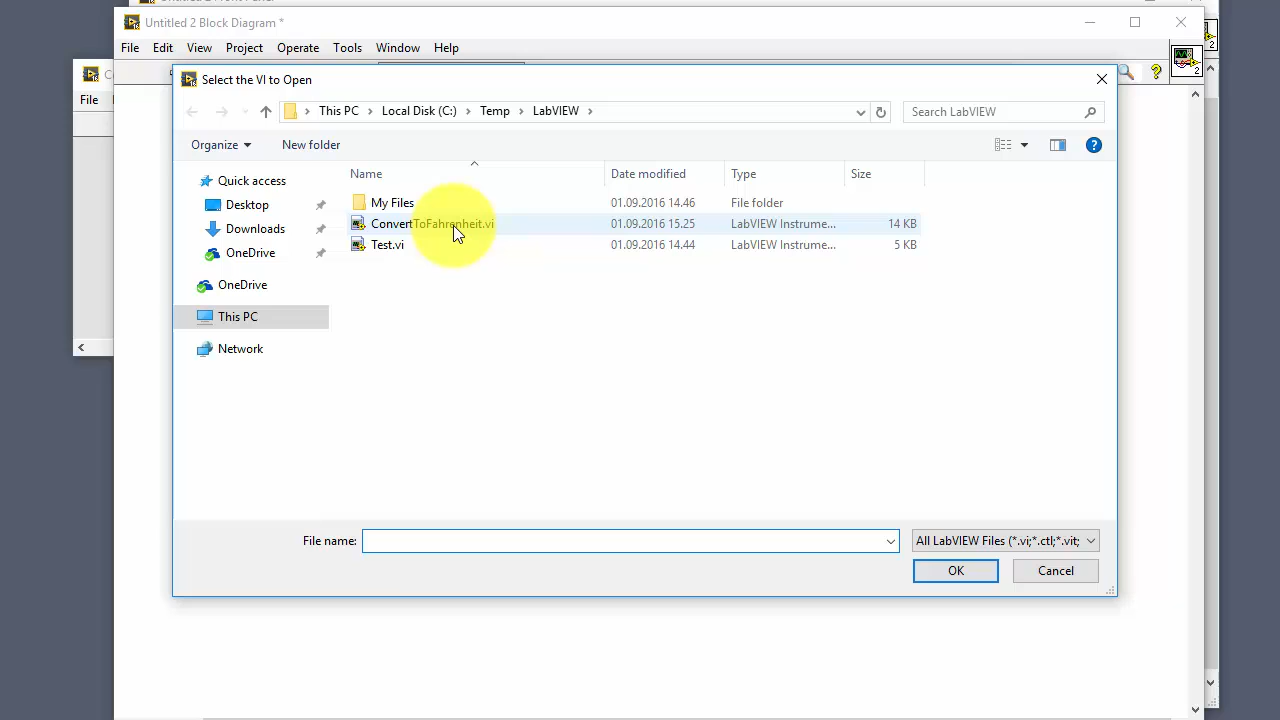 Untitled 2 Block Diagram *
File Edit View Project Operate Tools Window Help
2
2
File
Select the VI to Open
This PC Local Disk (C:) Temp LabVIEW
Search LabVIEW
Organize New folder
Name Date modified Type Size
Quick access
Desktop
Downloads
OneDrive
OneDrive
This PC
Network
My Files 01.09.2016 14.46 File folder
ConvertToFahrenheit.vi 01.09.2016 15.25 LabVIEW Instrume... 14 KB
Test.vi 01.09.2016 14.44 LabVIEW Instrume... 5 KB
File name: All LabVIEW Files (*.vi;*.ctl;*.vit;
OK Cancel